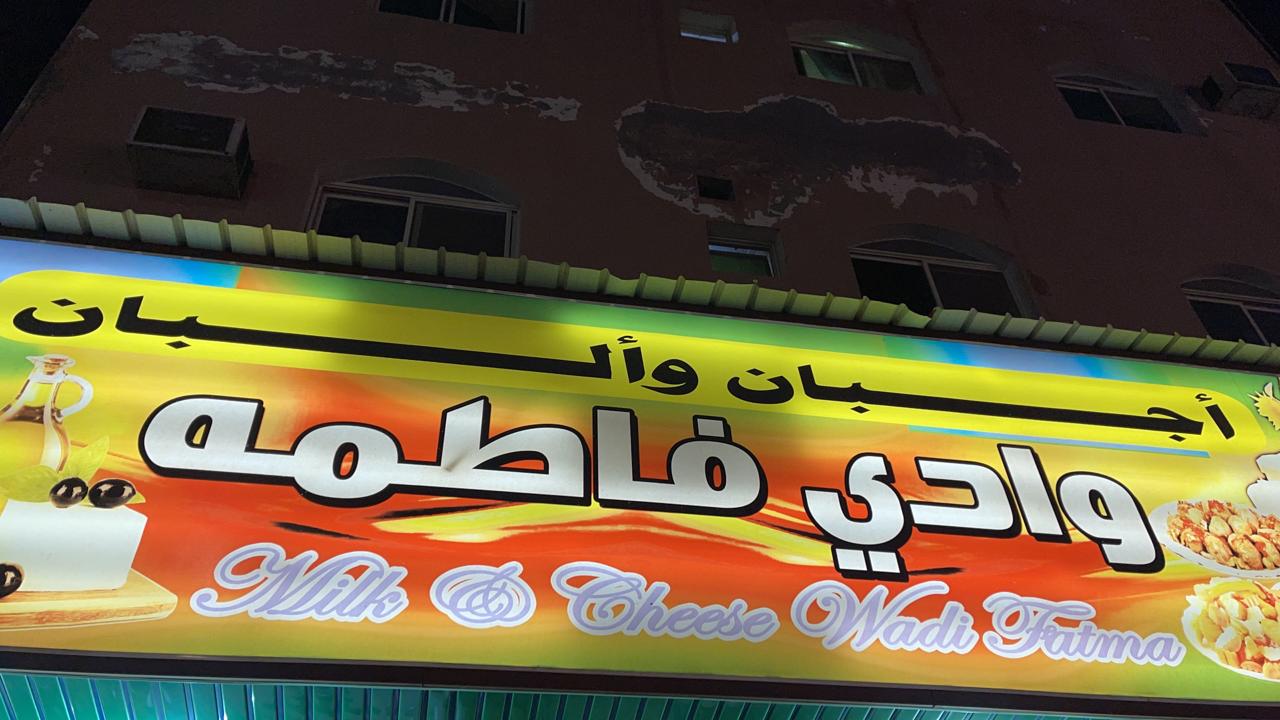 أجبان وألبان
وادي فاطمه
Milk & Cheese Wadi Fatma